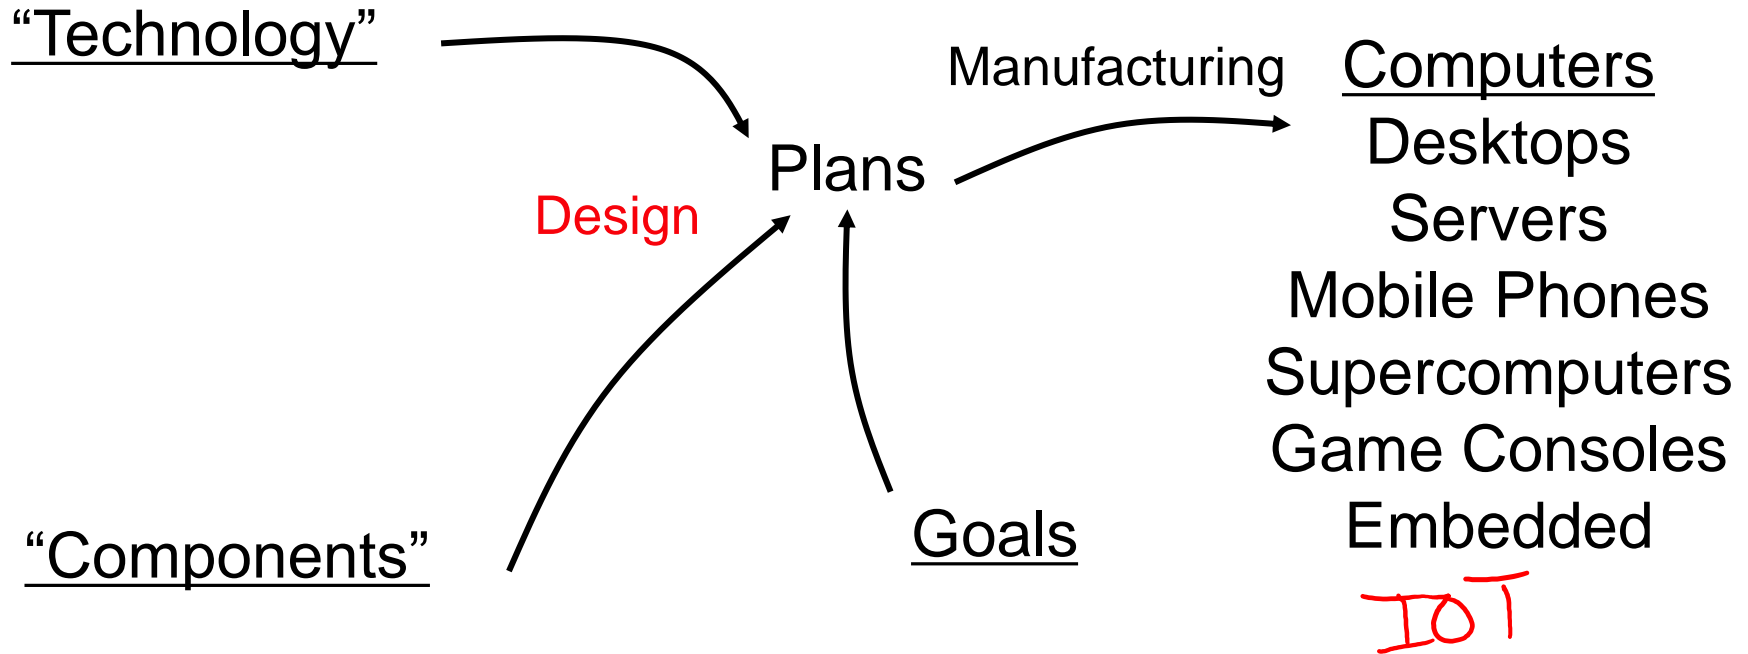 “Technology”
Manufacturing
Computers
Desktops
Plans
Design
Servers
Mobile Phones
Supercomputers
Game Consoles
Goals
Embedded
“Components”
IOT